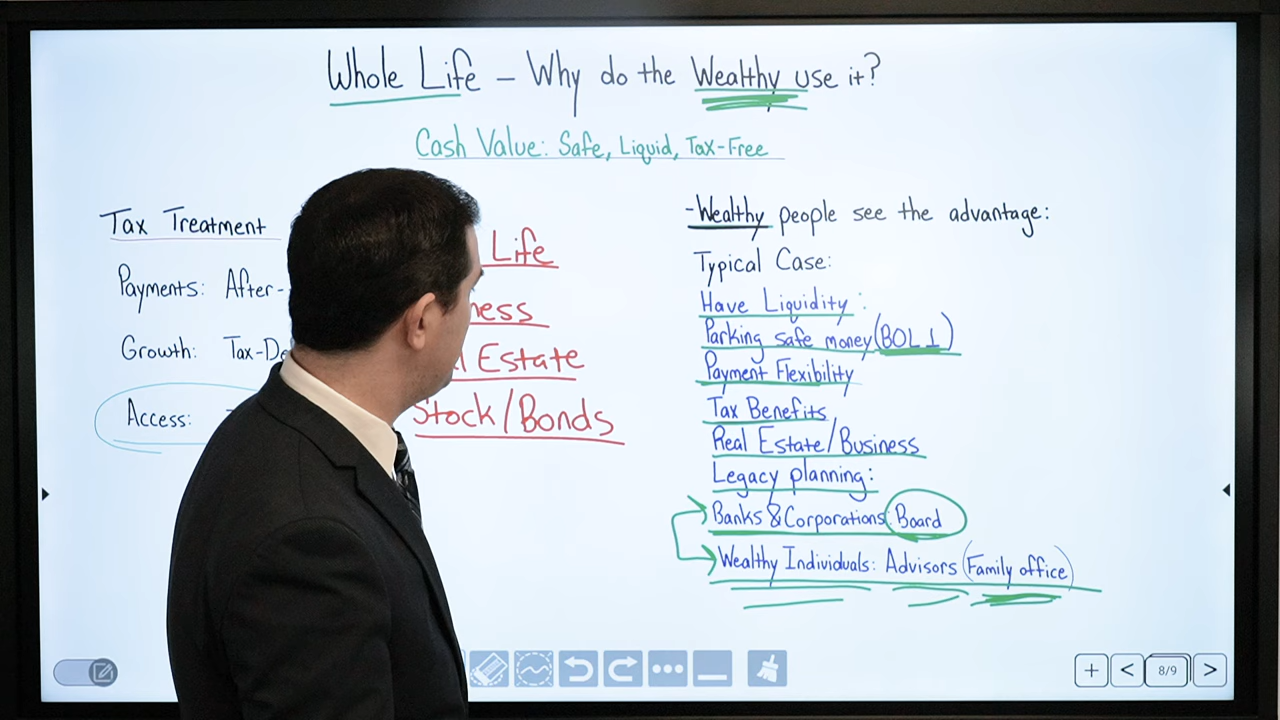 Whole Life – Why do the Wealthy use it?
Cash Value: Safe, Liquid, Tax-Free
Tax Treatment
Payments: After-
Growth: Tax-De
Access:
Life
ness
l Estate
Stock/Bonds
-Wealthy people see the advantage:
Typical Case:
Have Liquidity:
Parking safe money (BOLI)
Payment Flexibility
Tax Benefits
Real Estate/Business
Legacy planning:
Banks & Corporations: Board
Wealthy Individuals: Advisors (Family office)
8/9